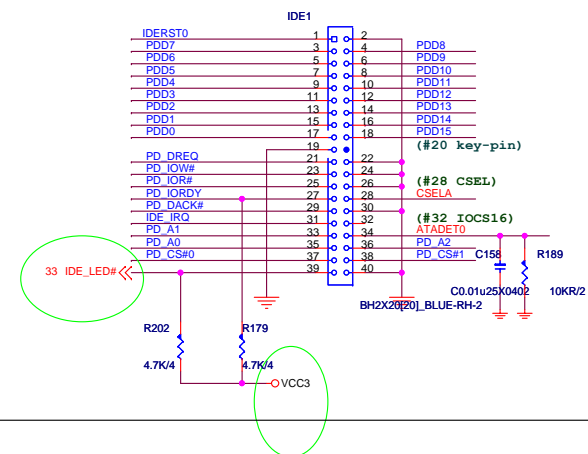 IDE1
IDERST0 1 2
PDD7 3 4 PDD8
PDD6 5 6 PDD9
PDD5 7 8 PDD10
PDD4 9 10 PDD11
PDD3 11 12 PDD12
PDD2 13 14 PDD13
PDD1 15 16 PDD14
PDD0 17 18 PDD15
19 (#20 key-pin)
PD_DREQ 21 22
PD_IOW# 23 24
PD_IOR# 25 26 (#28 CSEL)
PD_IORDY 27 28 CSELA
PD_DACK# 29 30
IDE_IRQ 31 32 (#32 IOCS16)
PD_A1 33 34 ATADET0
PD_A0 35 36 PD_A2
PD_CS#0 37 38 PD_CS#1
33 IDE_LED# 39 40
C158 R189
C0.01u25X0402 10KR/2
BH2X20[20]_BLUE-RH-2
R202 R179
4.7K/4 4.7K/4
VCC3